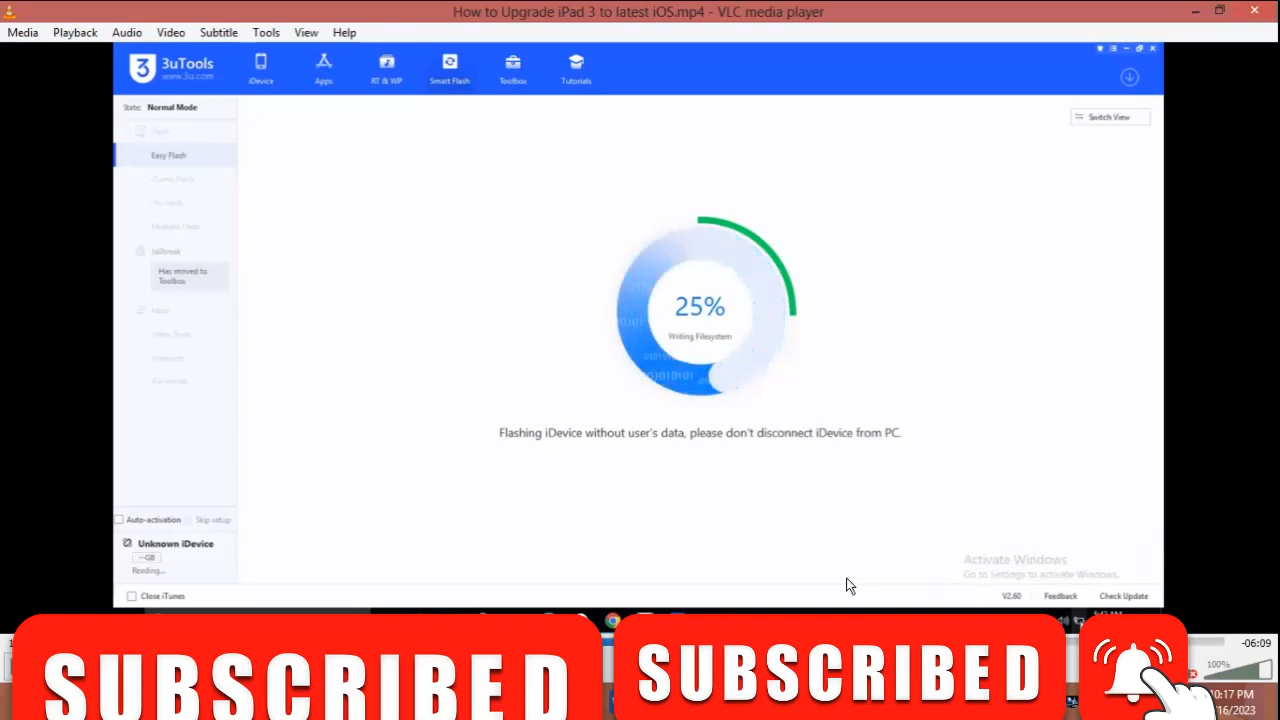 How to Upgrade iPad 3 to latest iOS.mp4 - VLC media player
Media Playback Audio Video Subtitle Tools View Help
3 3uTools
www.3u.com
iDevice Apps RT & WP Smart Flash Toolbox Tutorials
State: Normal Mode
Switch View
Flash
Easy Flash
Jailbreak
Has moved to
Toolbox
25%
Writing Filesystem
Flashing iDevice without user's data, please don't disconnect iDevice from PC.
Auto-activation Skip setup
Unknown iDevice
--GB
Reading...
Activate Windows
Go to Settings to activate Windows.
Close iTunes
V2.60 Feedback Check Update
-06:09
100%
SUBSCRIBED SUBSCRIBED
0:17 PM
16/2023